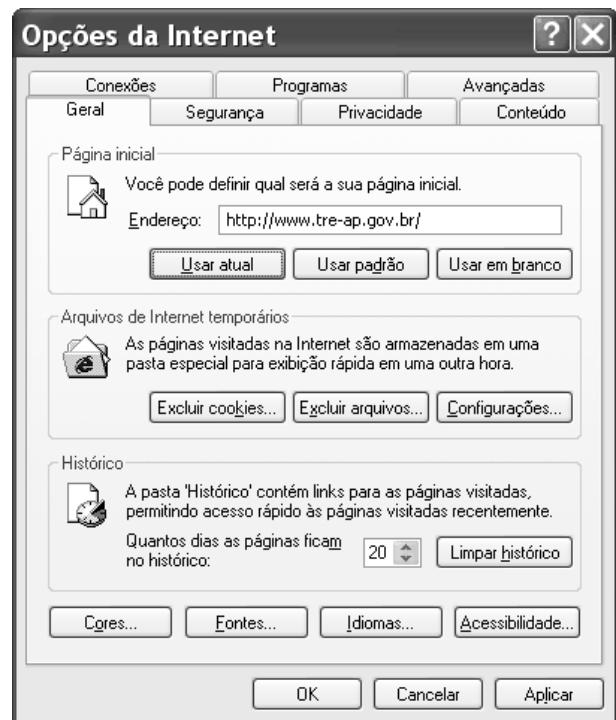 Opções da Internet
Conexões Programas Avançadas
Geral Segurança Privacidade Conteúdo
Página inicial
Você pode definir qual será a sua página inicial.
Endereço: http://www.tre-ap.gov.br/
Usar atual Usar padrão Usar em branco
Arquivos de Internet temporários
As páginas visitadas na Internet são armazenadas em uma
pasta especial para exibição rápida em uma outra hora.
Excluir cookies... Excluir arquivos... Configurações...
Histórico
A pasta 'Histórico' contém links para as páginas visitadas,
permitindo acesso rápido às páginas visitadas recentemente.
Quantos dias as páginas ficam
no histórico: 20 Limpar histórico
Cores... Fontes... Idiomas... Acessibilidade...
OK Cancelar Aplicar